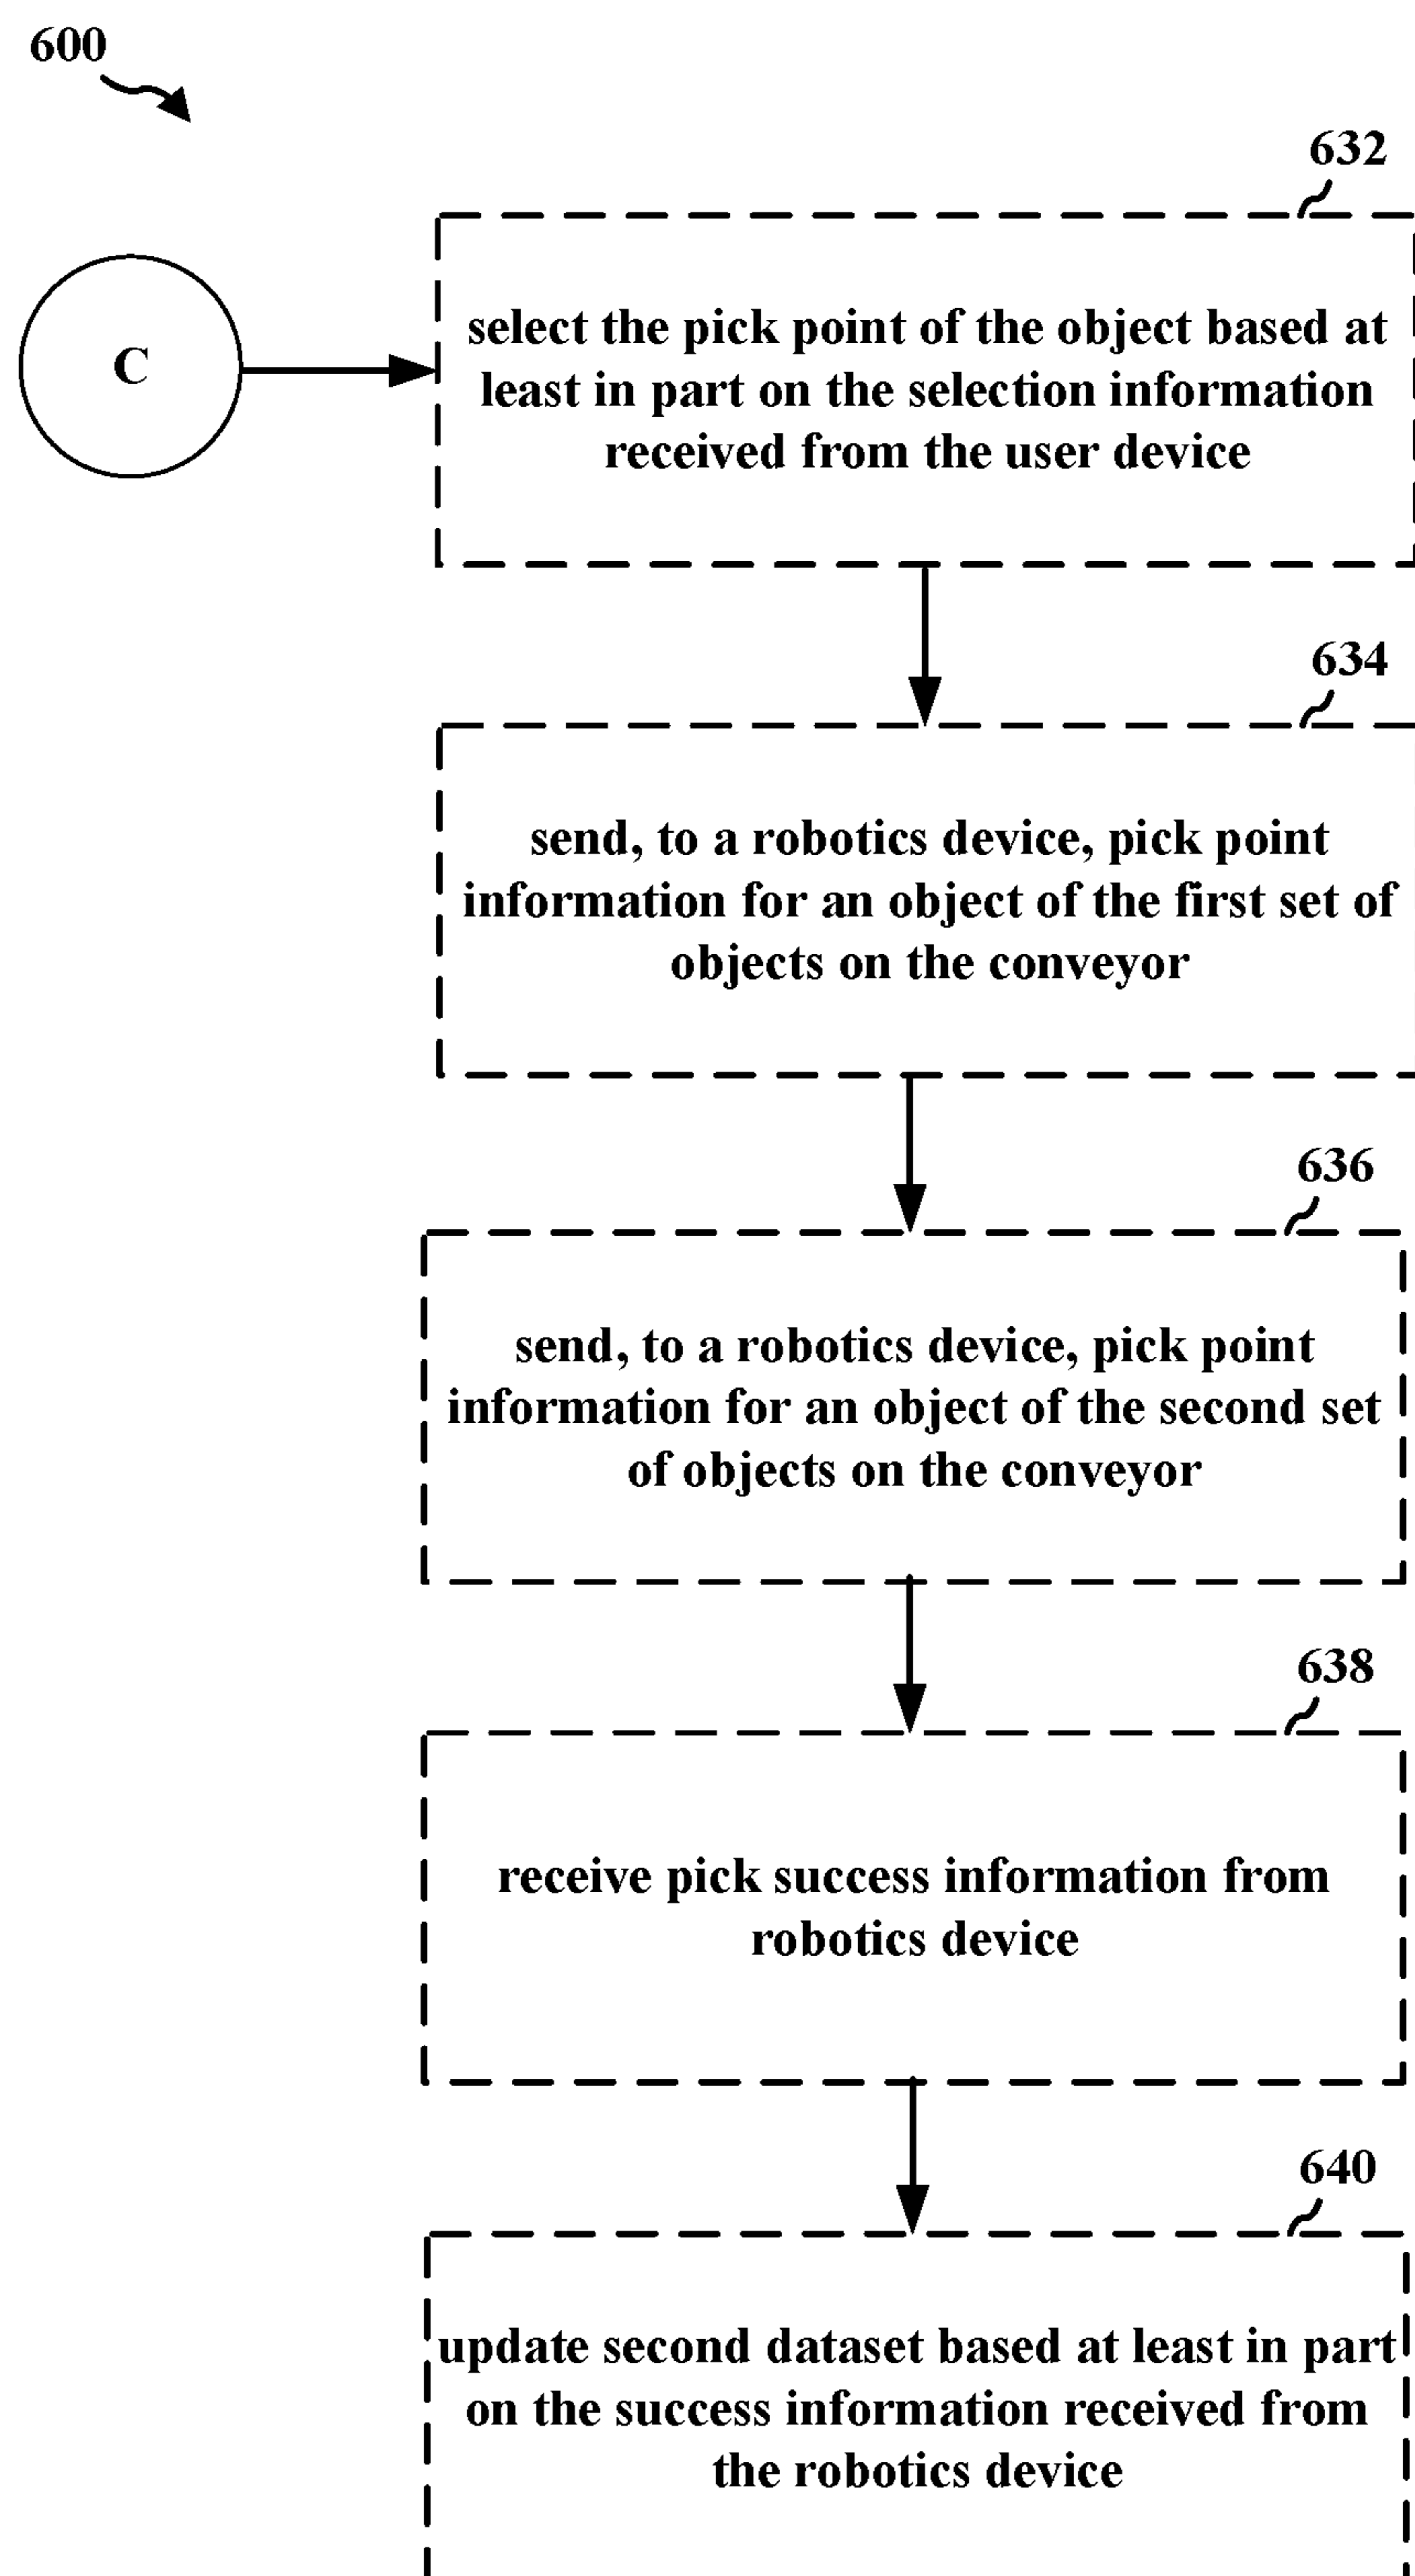 600
632
C
select the pick point of the object based at
least in part on the selection information
received from the user device
634
send, to a robotics device, pick point
information for an object of the first set of
objects on the conveyor
636
send, to a robotics device, pick point
information for an object of the second set
of objects on the conveyor
638
receive pick success information from
robotics device
640
update second dataset based at least in part
on the success information received from
the robotics device